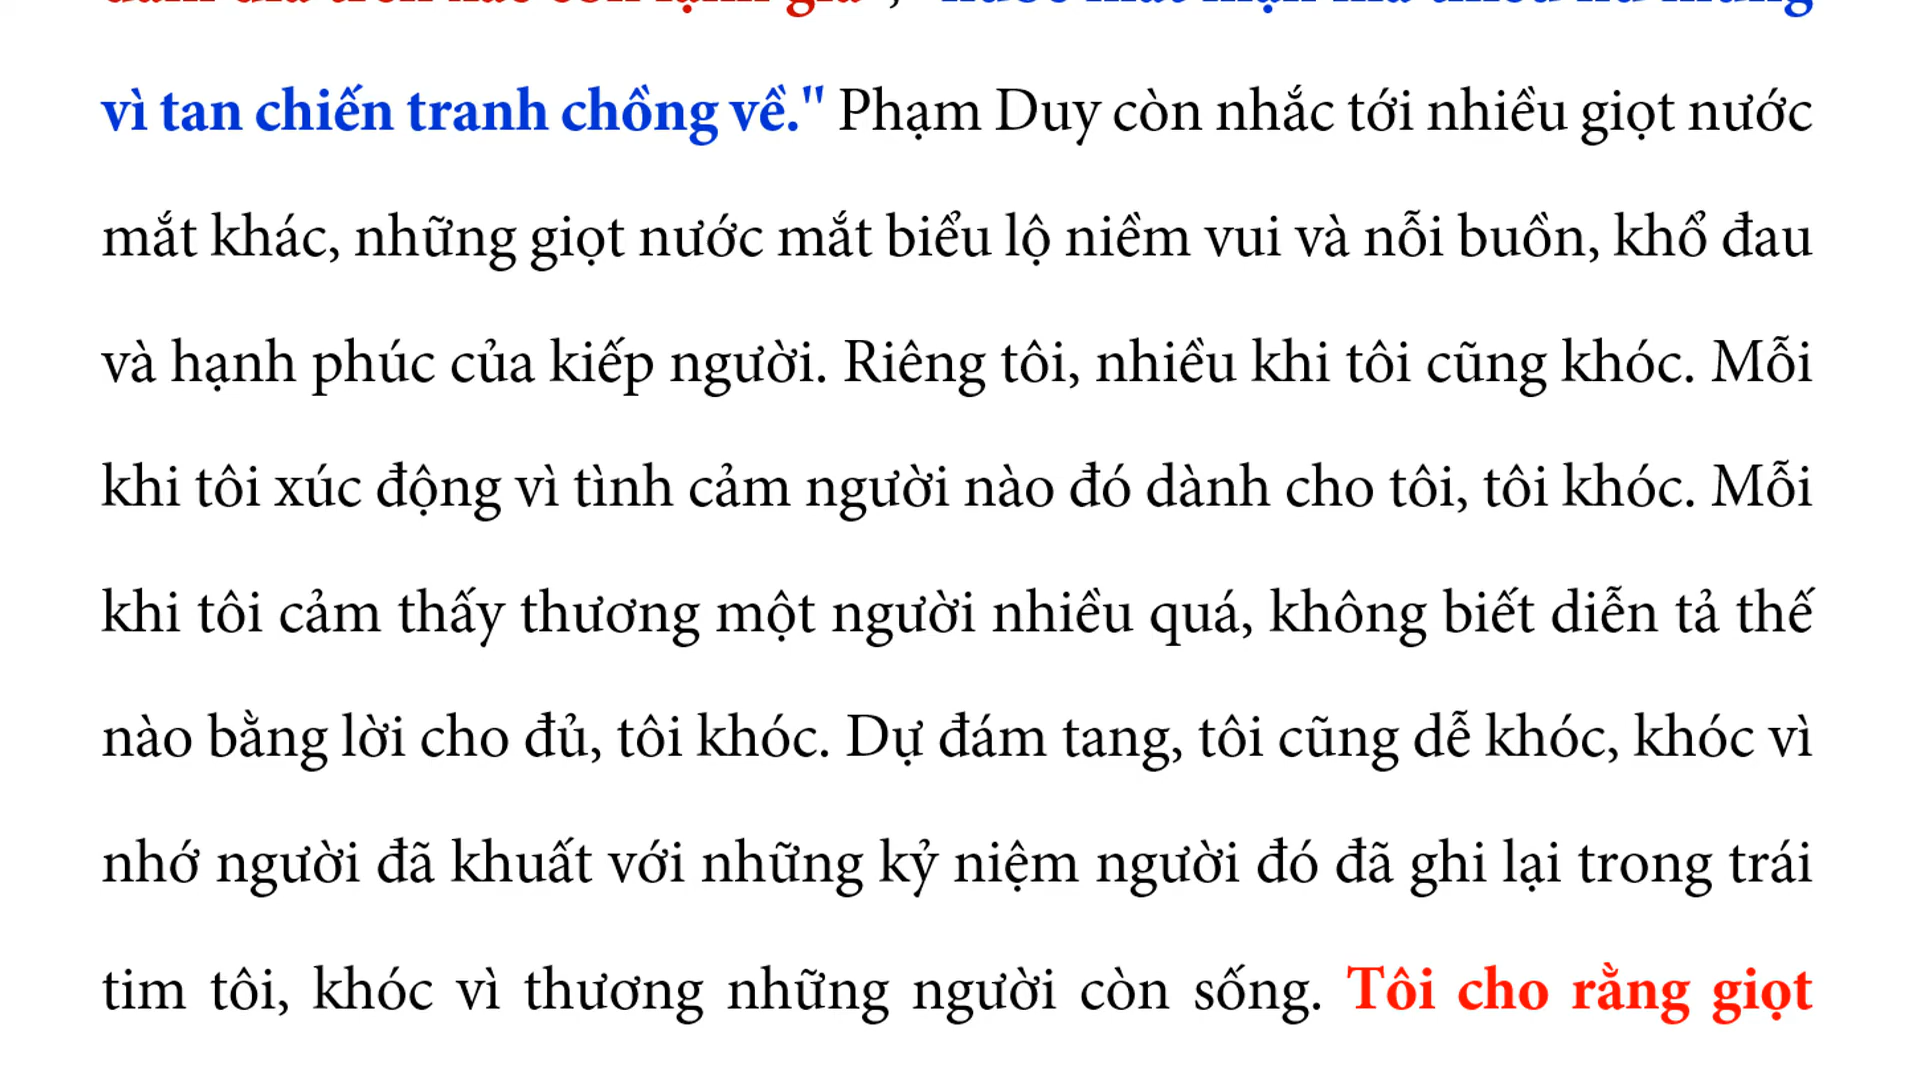 vì tan chiến tranh chồng về." Phạm Duy còn nhắc tới nhiều giọt nước
mắt khác, những giọt nước mắt biểu lộ niềm vui và nỗi buồn, khổ đau
và hạnh phúc của kiếp người. Riêng tôi, nhiều khi tôi cũng khóc. Mỗi
khi tôi xúc động vì tình cảm người nào đó dành cho tôi, tôi khóc. Mỗi
khi tôi cảm thấy thương một người nhiều quá, không biết diễn tả thế
nào bằng lời cho đủ, tôi khóc. Dự đám tang, tôi cũng dễ khóc, khóc vì
nhớ người đã khuất với những kỷ niệm người đó đã ghi lại trong trái
tim tôi, khóc vì thương những người còn sống. Tôi cho rằng giọt